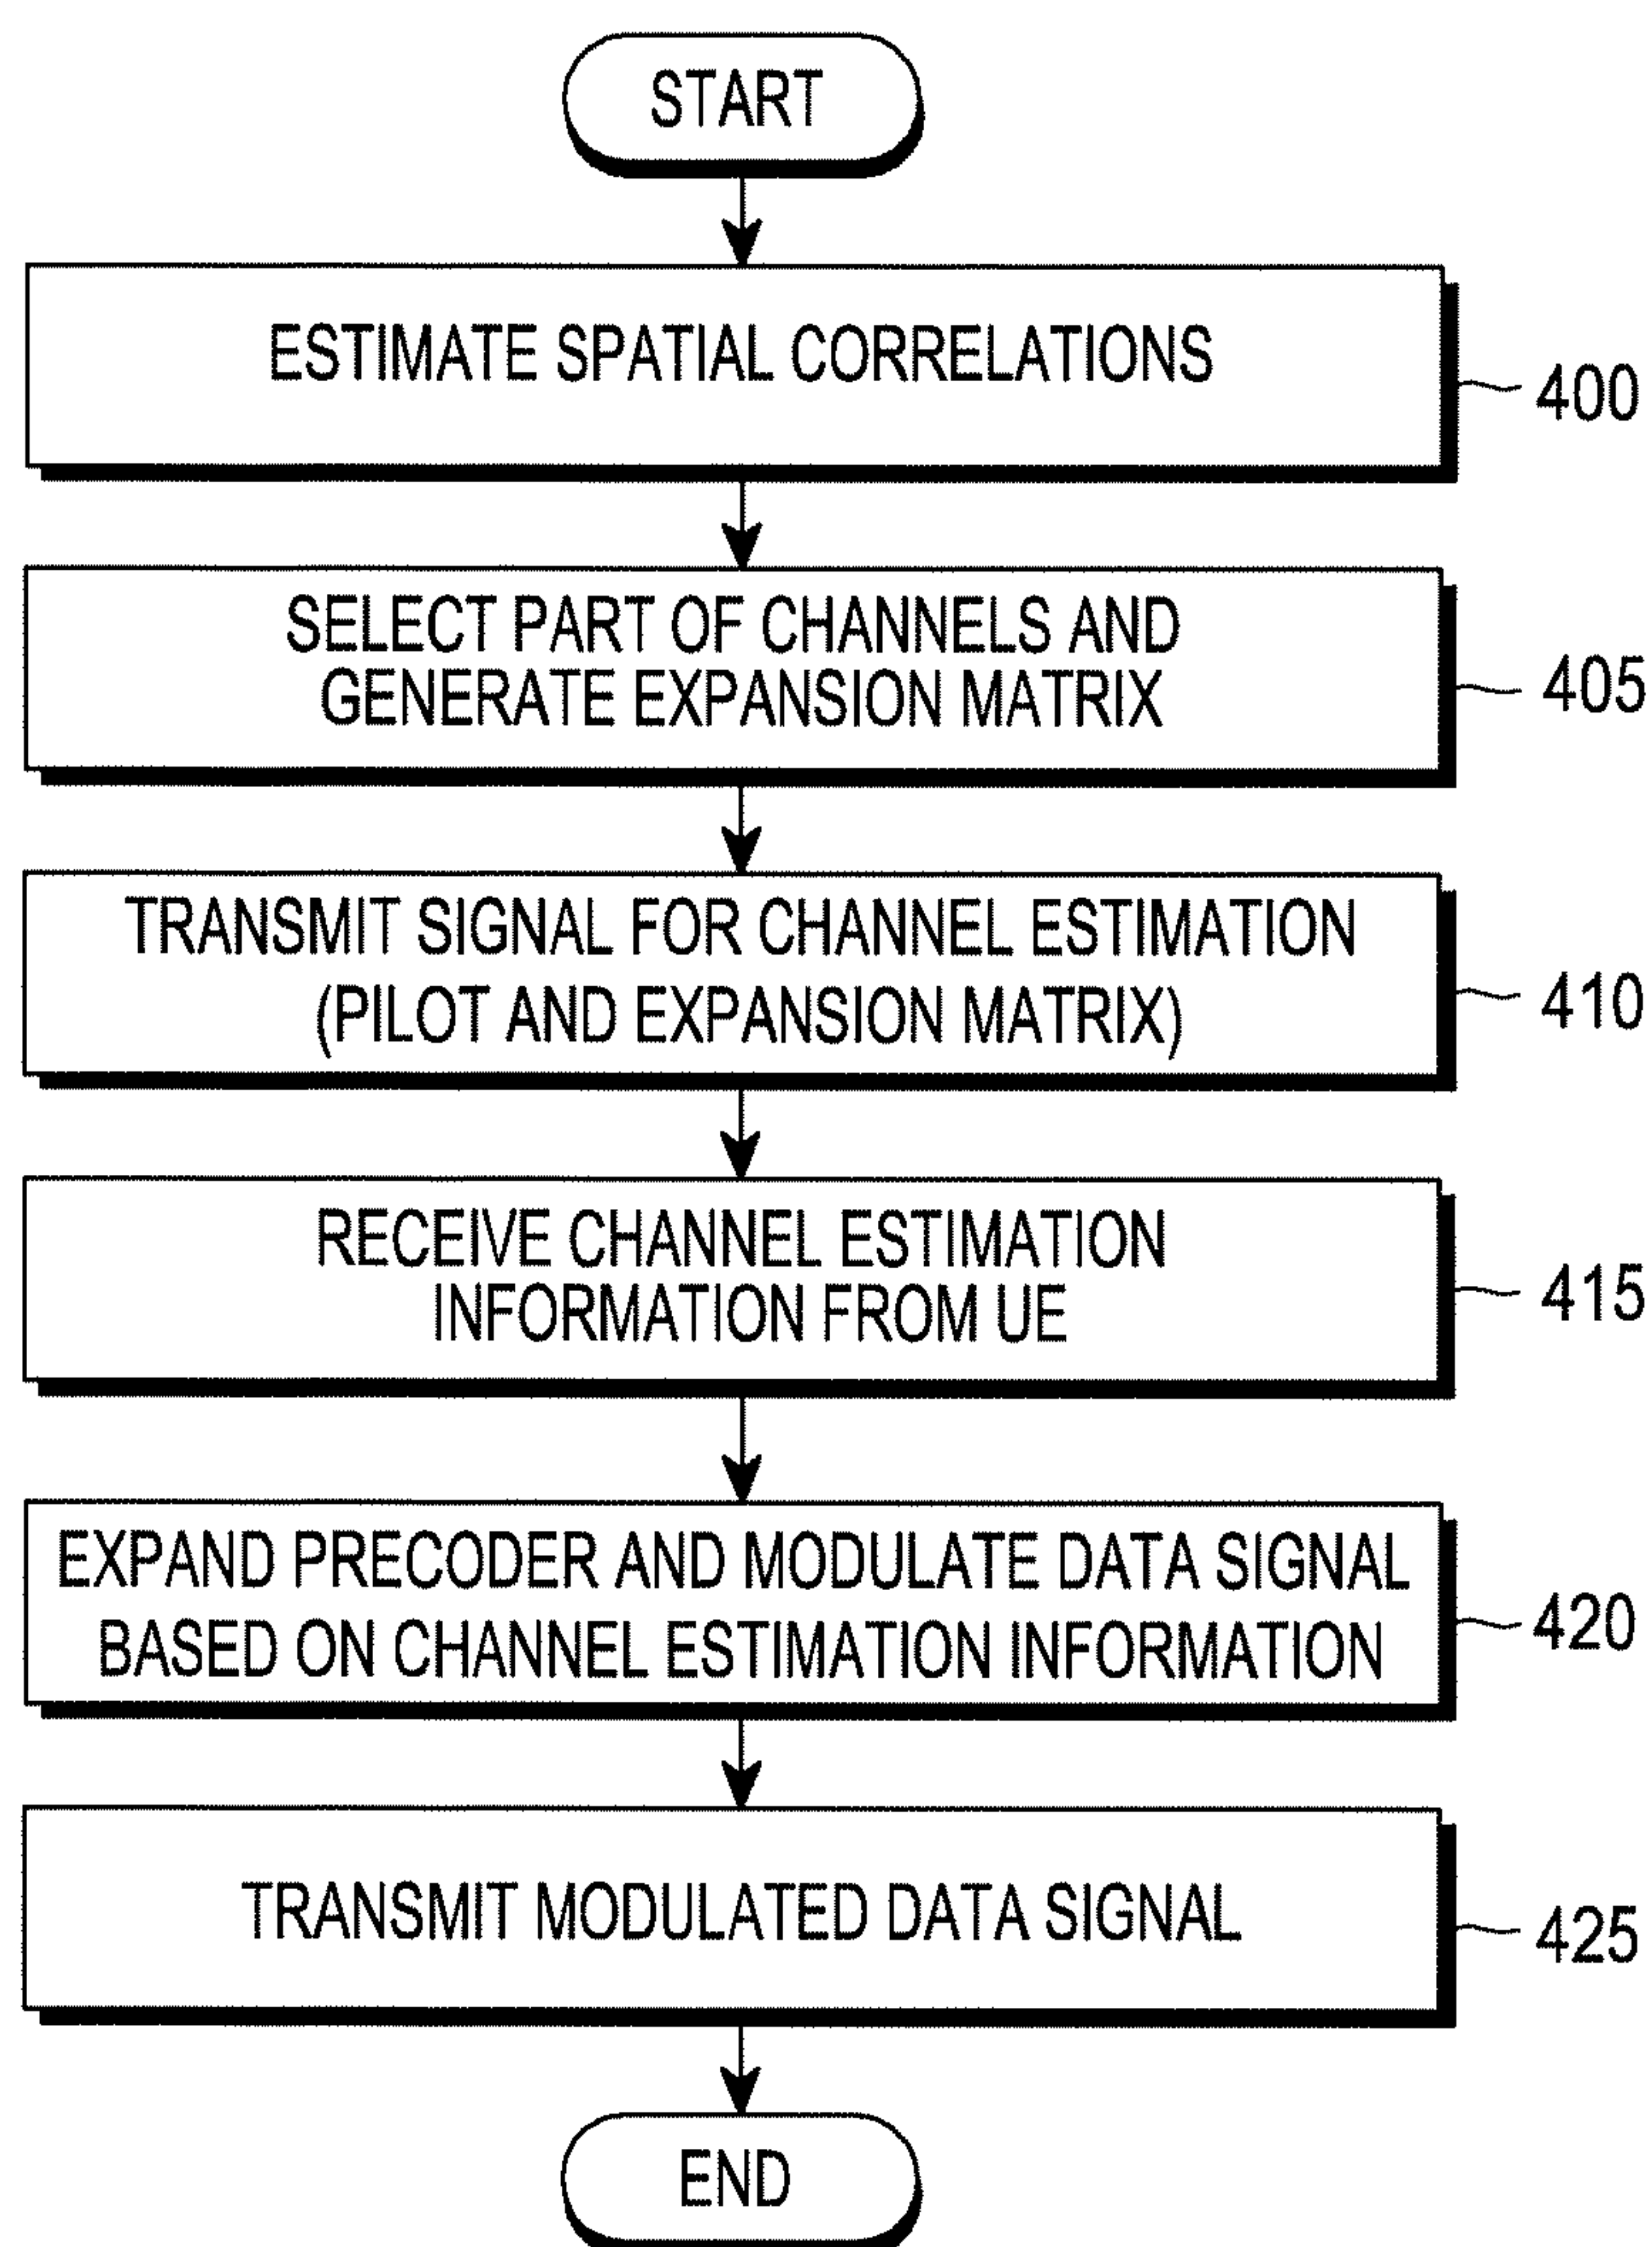 START
ESTIMATE SPATIAL CORRELATIONS
400
SELECT PART OF CHANNELS AND
GENERATE EXPANSION MATRIX
405
TRANSMIT SIGNAL FOR CHANNEL ESTIMATION
(PILOT AND EXPANSION MATRIX)
410
RECEIVE CHANNEL ESTIMATION
INFORMATION FROM UE
415
EXPAND PRECODER AND MODULATE DATA SIGNAL
BASED ON CHANNEL ESTIMATION INFORMATION
420
TRANSMIT MODULATED DATA SIGNAL
425
END